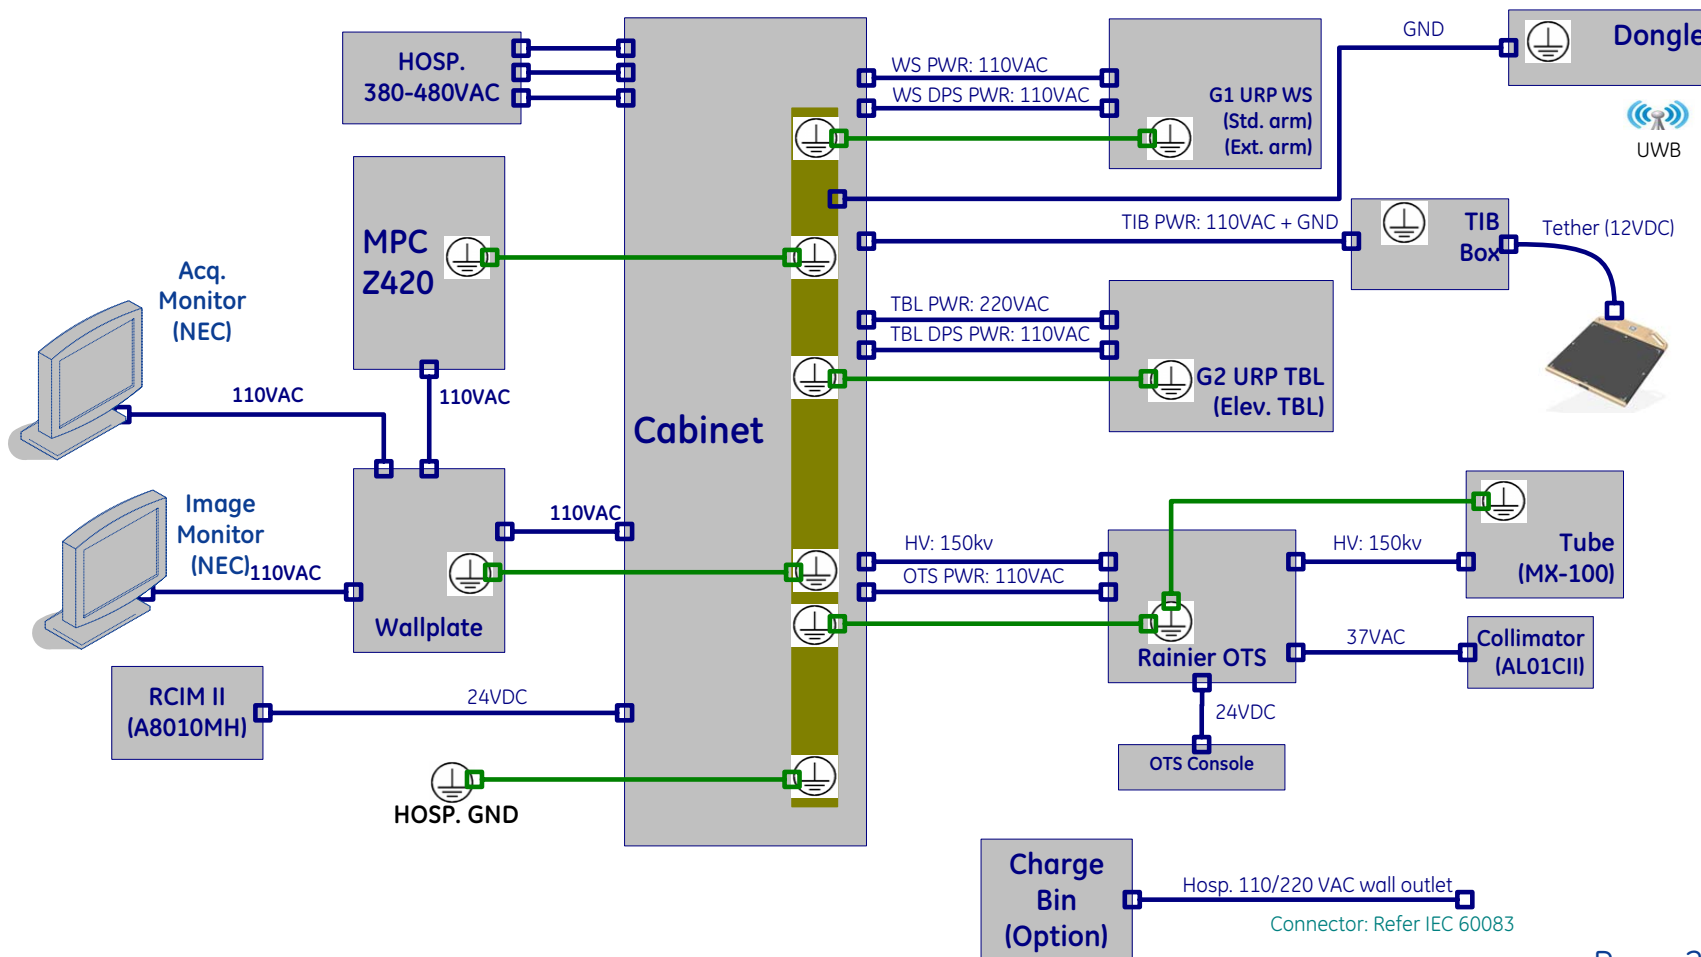 HOSP.
380-480VAC
WS PWR: 110VAC
WS DPS PWR: 110VAC
G1 URP WS
(Std. arm)
(Ext. arm)
GND
Dongle
UWB
MPC
Z420
TIB PWR: 110VAC + GND
TIB
Box
Tether (12VDC)
Acq.
Monitor
(NEC)
110VAC
110VAC
TBL PWR: 220VAC
TBL DPS PWR: 110VAC
G2 URP TBL
(Elev. TBL)
Cabinet
Image
Monitor
(NEC)
110VAC
110VAC
Wallplate
HV: 150kv
OTS PWR: 110VAC
HV: 150kv
Tube
(MX-100)
Rainier OTS
37VAC
Collimator
(AL01CII)
RCIM II
(A8010MH)
24VDC
24VDC
OTS Console
HOSP. GND
Charge
Bin
(Option)
Hosp. 110/220 VAC wall outlet
Connector: Refer IEC 60083